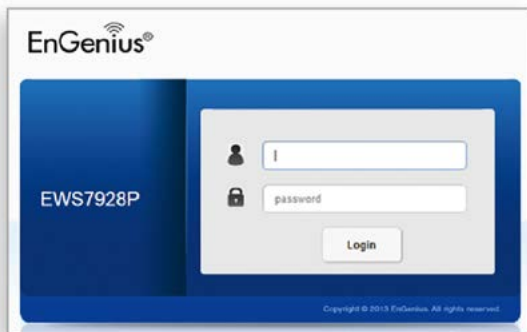 EnGenius®
EWS7928P
password
Login
Copyright © 2013 EnGenius. All rights reserved.